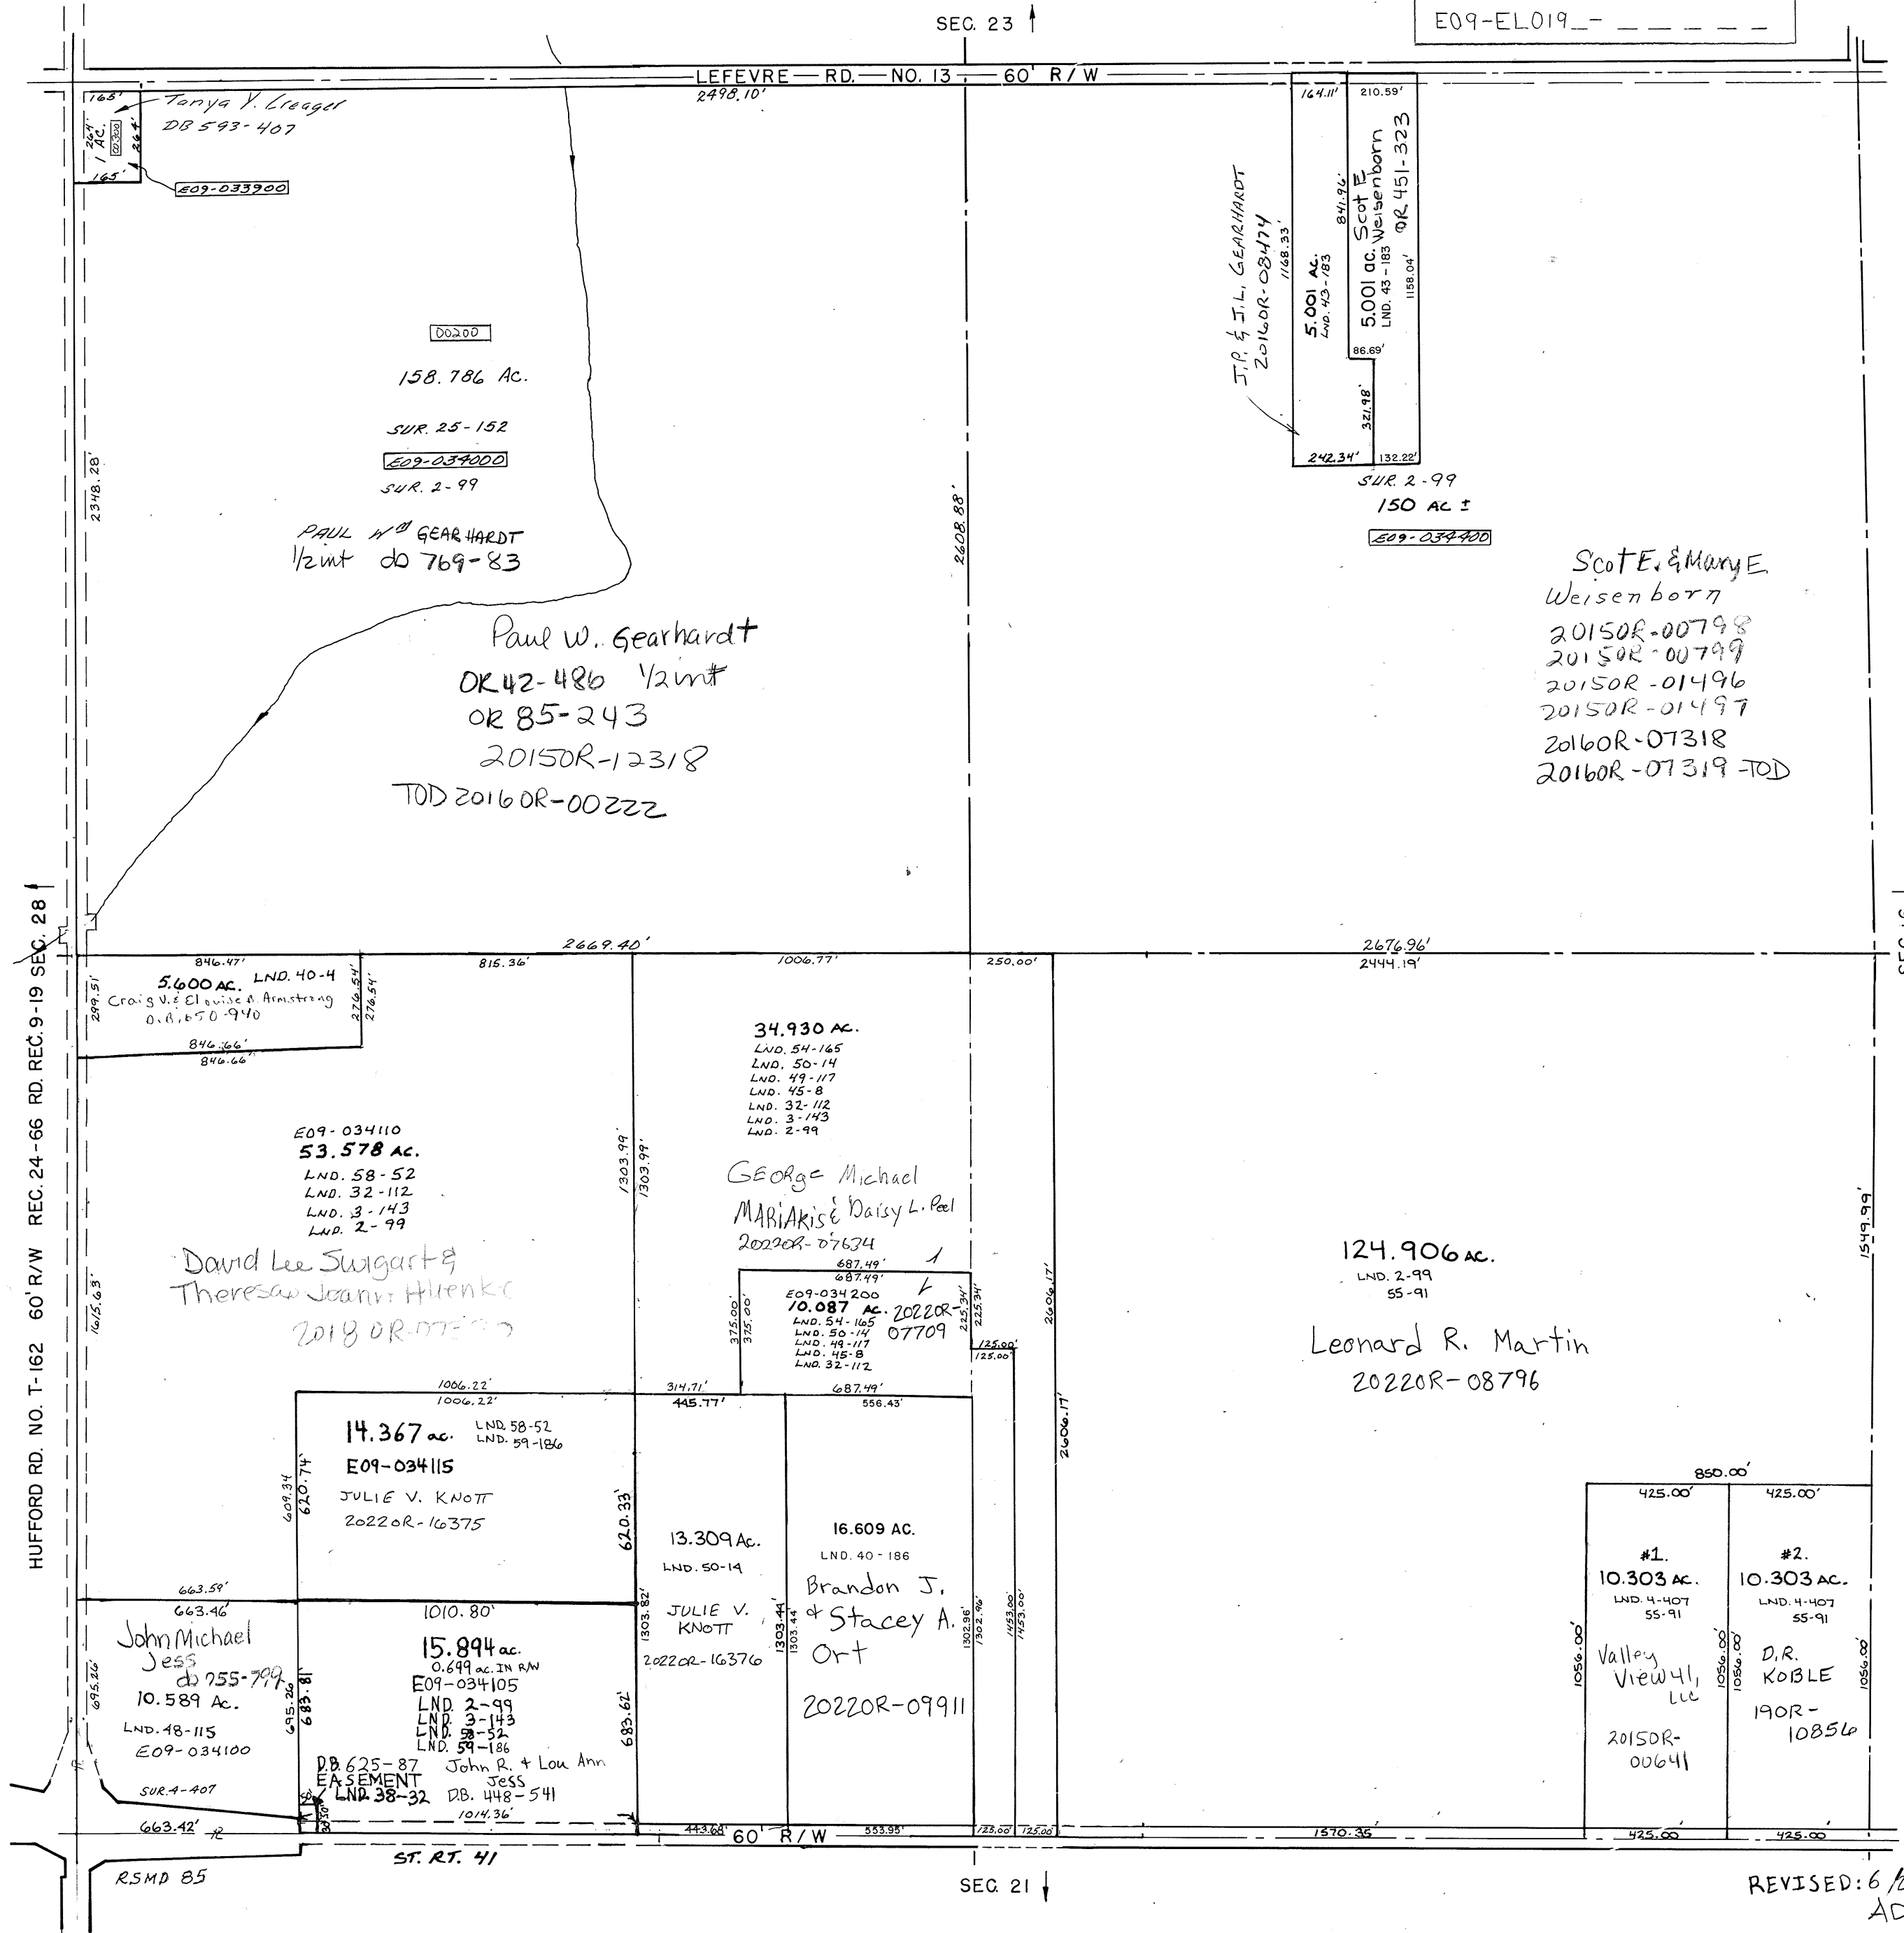 SEC. 23
E09-EL019_-_ _ _ _ _
LEFEVRE RD. NO. 13 60' R/W
2498.10'
165'
264'
1 AC.
00300
264'
165'
Tanya Y. Creager
DB 593-407
E09-033900
00200
158.786 AC.
SUR. 25-152
E09-034000
SUR. 2-99
PAUL Wm GEARHARDT
1/2 int db 769-83
Paul W. Gearhardt
OR 42-486 1/2 int
OR 85-243
2015OR-12318
TOD 2016OR-00222
2348.28'
2608.88'
164.11'
210.59'
J.P. & J.L. GEARHARDT
2016OR-08474
1168.33'
5.001 AC.
LND. 43-183
841.96'
5.001 ac. Scot E
Weisenborn
LND. 43-183
OR 451-323
1158.04'
86.69'
321.98'
242.34'
132.22'
SUR. 2-99
150 AC ±
E09-034400
Scot E. & Mary E
Weisenborn
2015OR-00798
2015OR-00799
2015OR-01496
2015OR-01497
2016OR-07318
2016OR-07319-TOD
HUFFORD RD. NO. T-162 60' R/W REC. 24-66 RD. REC. 9-19 SEC. 28
2669.40'
2676.96'
846.47'
815.36'
1006.77'
250.00'
2444.19'
5.600 AC. LND. 40-4
Craig V. & Elouise A. Armstrong
D.B. 650-940
299.51'
276.54'
276.54'
846.66'
846.66'
E09-034110
53.578 AC.
LND. 58-52
LND. 32-112
LND. 3-143
LND. 2-99
David Lee Swigart &
Theresa Joann
2018OR
1615.63'
1303.99'
1303.99'
34.930 AC.
LND. 54-165
LND. 50-14
LND. 49-117
LND. 45-8
LND. 32-112
LND. 3-143
LND. 2-99
GEORGE Michael
MARIAKIS & Daisy L. Peel
2022OR-07634
687.49'
687.49'
E09-034200
10.087 AC. 2022OR-
07709
LND. 54-165
LND. 50-14
LND. 49-117
LND. 45-8
LND. 32-112
375.00'
375.00'
225.34'
225.34'
125.00'
125.00'
2606.17'
2606.17'
124.906 AC.
LND. 2-99
55-91
Leonard R. Martin
2022OR-08796
1549.99'
1006.22'
1006.22'
314.71'
687.49'
445.77'
556.43'
14.367 ac.
LND. 58-52
LND. 59-186
E09-034115
JULIE V. KNOTT
2022OR-16375
609.34
620.74'
620.33'
13.309 AC.
LND. 50-14
JULIE V.
KNOTT
2022OR-16376
1303.82'
1303.44'
1303.44'
16.609 AC.
LND. 40-186
Brandon J.
& Stacey A.
Ort
2022OR-09911
1302.96'
1302.96'
1453.00'
1453.00'
663.59'
663.46'
1010.80'
John Michael
Jess
db 755-799
10.589 AC.
LND. 48-115
E09-034100
SUR. 4-407
695.26'
695.26
683.81'
15.894 ac.
0.699 ac. IN R/W
E09-034105
LND. 2-99
LND. 3-143
LND. 58-52
LND. 59-186
D.B. 625-87
EASEMENT
LND. 38-32
John R. & Lou Ann
Jess
D.B. 448-541
683.62'
1014.36'
850.00'
425.00'
425.00'
#1.
10.303 AC.
LND. 4-407
55-91
Valley
View 41,
LLC
2015OR-
00641
1056.00'
1056.00'
1056.00'
#2.
10.303 AC.
LND. 4-407
55-91
D.R.
KOBLE
19OR-
10856
1056.00'
663.42'
443.68'
60' R/W
553.95'
125.00'
125.00'
1570.35'
425.00'
425.00'
ST. RT. 41
RSMD 85
SEC. 21
REVISED: 6/